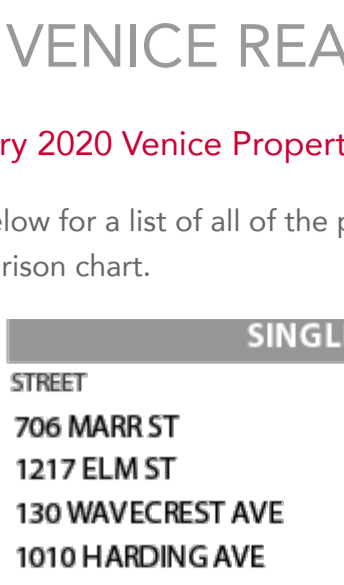 VENICE REA
ry 2020 Venice Propert
elow for a list of all of the p
rison chart.
SINGL
STREET
706 MARR ST
1217 ELM ST
130 WAVECREST AVE
1010 HARDING AVE